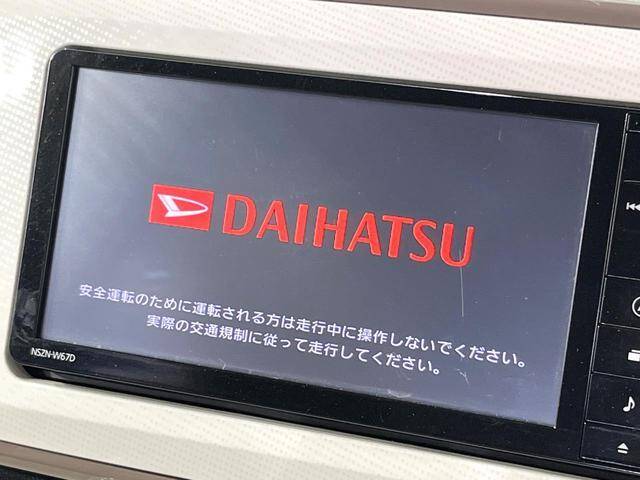 DAIHATSU
安全運転のために運転される方は走行中に操作しないでください。
実際の交通規制に従って走行してください。
NSZN-W67D